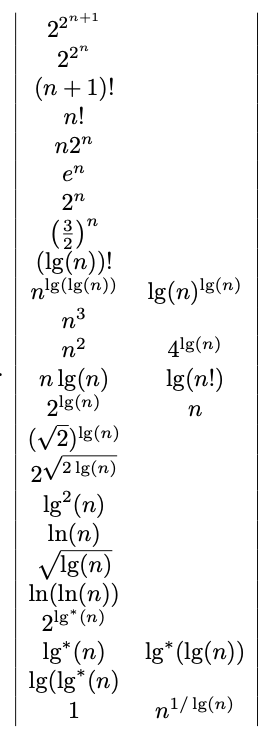 2^{2^{n+1}}
2^{2^n}
(n + 1)!
n!
n2^n
e^n
2^n
(\frac{3}{2})^n
(lg(n))!
n^{lg(lg(n))} lg(n)^{lg(n)}
n^3
n^2 4^{lg(n)}
n lg(n) lg(n!)
2^{lg(n)} n
(√2)^{lg(n)}
2^{√(2 lg(n))}
lg^2(n)
ln(n)
√(lg(n))
ln(ln(n))
2^{lg^*(n)}
lg^*(n) lg^*(lg(n))
lg(lg^*(n)
1 n^{1/ lg(n)}